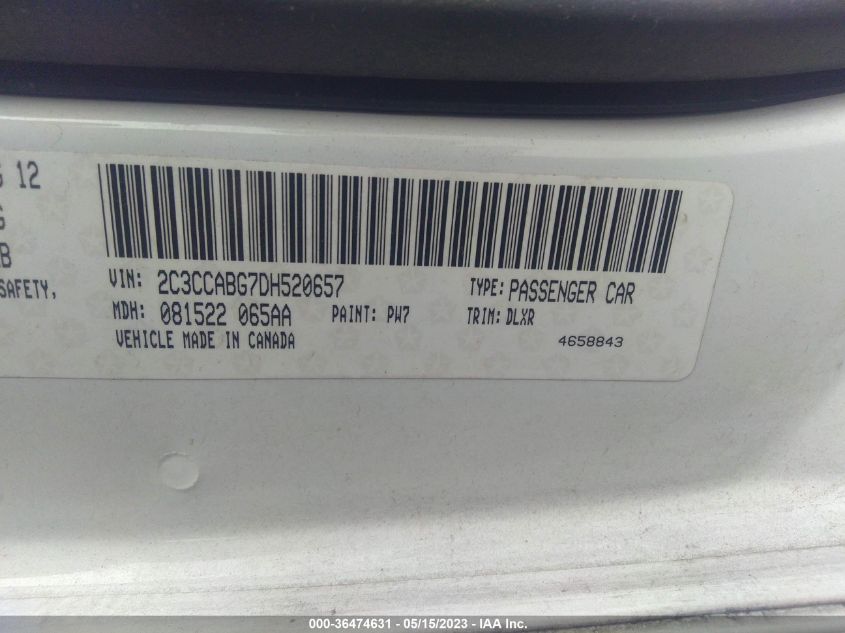 12
VIN: 2C3CCABG7DH520657 TYPE: PASSENGER CAR
SAFETY,
MDH: 081522 065AA PAINT: PW7 TRIM: DLXR
VEHICLE MADE IN CANADA 4658843
000-36474631 - 05/15/2023 - IAA Inc.